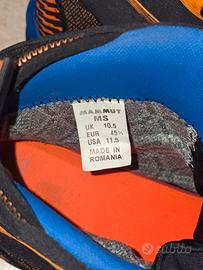 MAMMUT
MS
UK 10.5
EUR 45⅓
USA 11.5
MADE IN
ROMANIA
subito